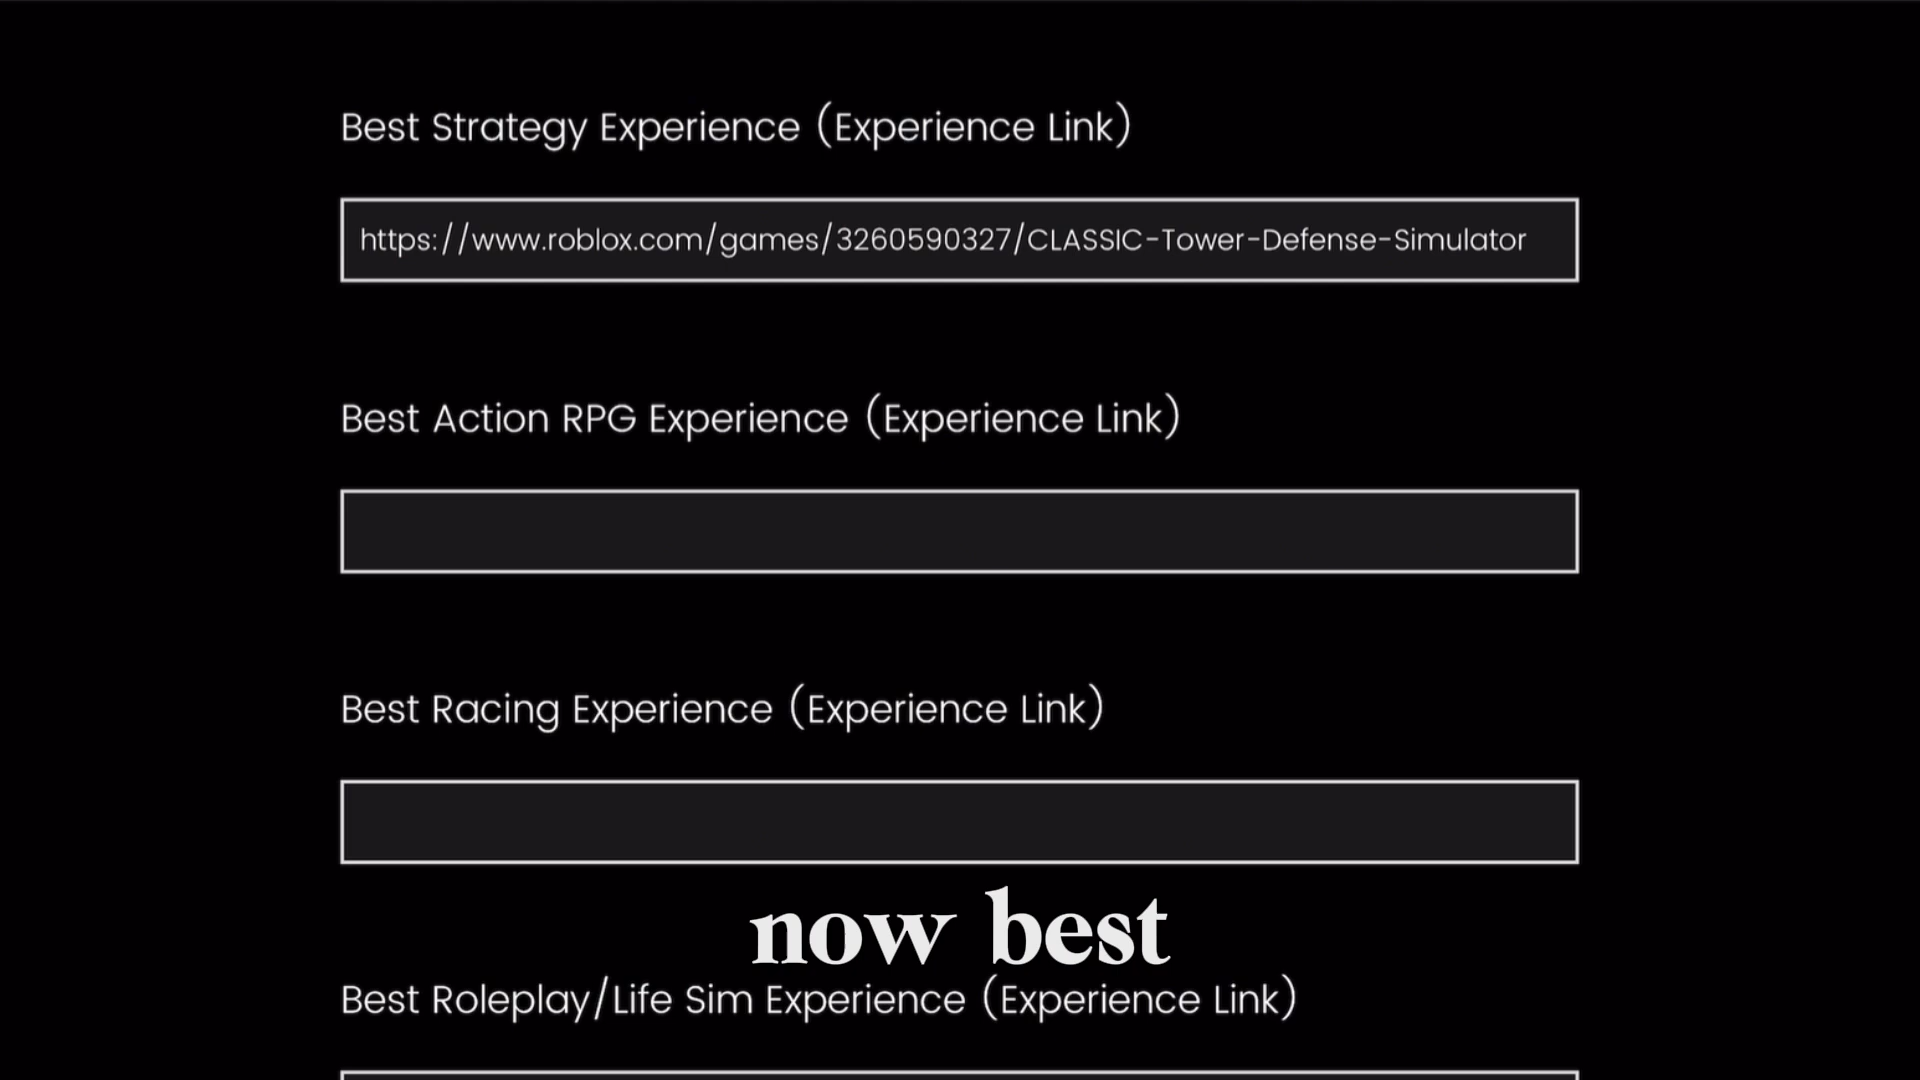 Best Strategy Experience (Experience Link)
https://www.roblox.com/games/3260590327/CLASSIC-Tower-Defense-Simulator
Best Action RPG Experience (Experience Link)
Best Racing Experience (Experience Link)
now best
Best Roleplay/Life Sim Experience (Experience Link)